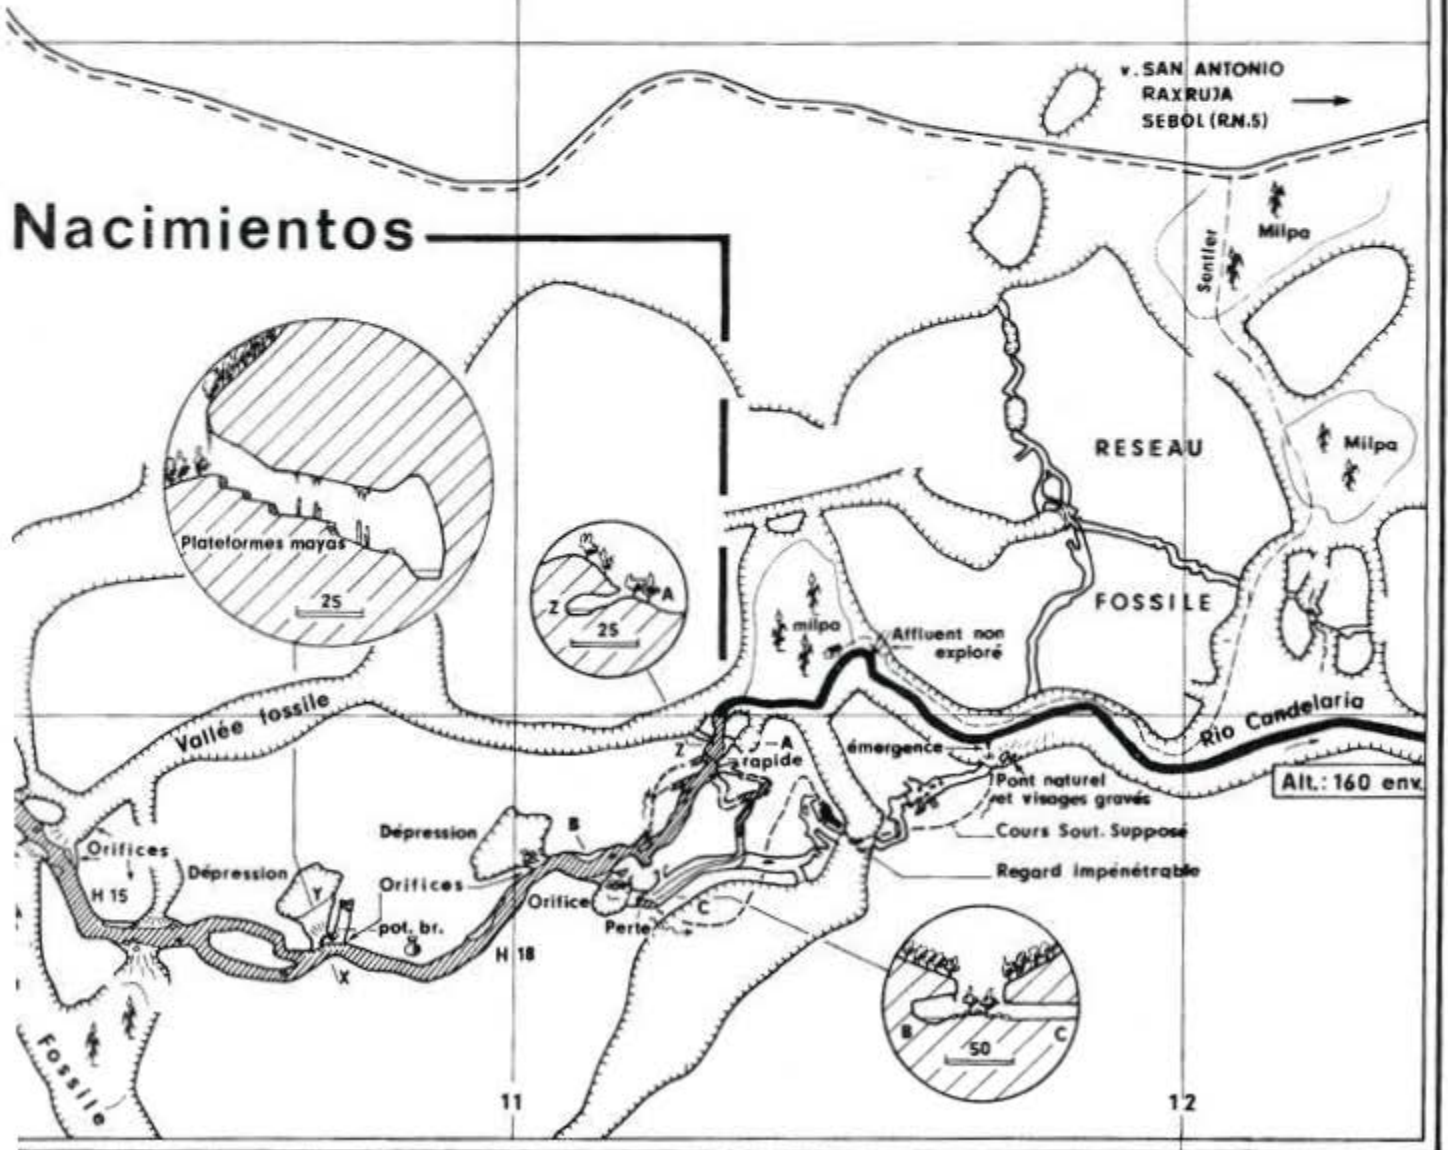 v. SAN ANTONIO
RAXRUJA
SEBOL (R.N.5)
Nacimientos
Milpa
Sentier
RESEAU
Milpa
Plateformes mayas
25
Z
A
25
FOSSILE
milpa
Affluent non
exploré
Vallée fossile
Rio Candelaria
Z
A
rapide
émergence
Pont naturel
et visages gravés
Alt.: 160 env.
Dépression
B
Cours Sout. Supposé
Orifices
Dépression
Orifices
Regard impénétrable
H 15
Y
Orifice
C
pot. br.
Perte
H 18
X
B
C
50
Fossile
11
12